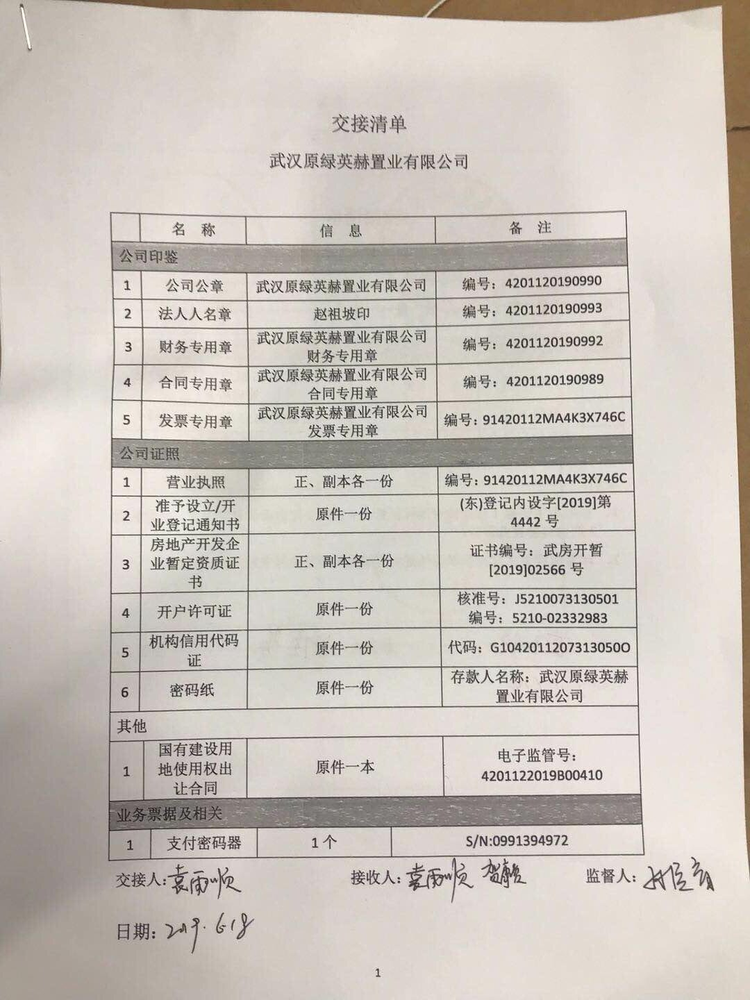 交接清单
武汉原绿英赫置业有限公司
名 称 信 息 备 注
公司印鉴
1 公司公章 武汉原绿英赫置业有限公司 编号：4201120190990
2 法人人名章 赵祖坡印 编号：4201120190993
3 财务专用章 武汉原绿英赫置业有限公司
财务专用章 编号：4201120190992
4 合同专用章 武汉原绿英赫置业有限公司
合同专用章 编号：4201120190989
5 发票专用章 武汉原绿英赫置业有限公司
发票专用章 编号：91420112MA4K3X746C
公司证照
1 营业执照 正、副本各一份 编号：91420112MA4K3X746C
2 准予设立/开
业登记通知书 原件一份 (东)登记内设字[2019]第
4442 号
3 房地产开发企
业暂定资质证
书 正、副本各一份 证书编号：武房开暂
[2019]02566 号
4 开户许可证 原件一份 核准号：J5210073130501
编号：5210-02332983
5 机构信用代码
证 原件一份 代码：G1042011207313050O
6 密码纸 原件一份 存款人名称：武汉原绿英赫
置业有限公司
其他
1 国有建设用
地使用权出
让合同 原件一本 电子监管号：
4201122019B00410
业务票据及相关
1 支付密码器 1 个 S/N:0991394972
交接人：袁雨顺 接收人：袁雨顺 监督人：
日期：2019.6.18
1